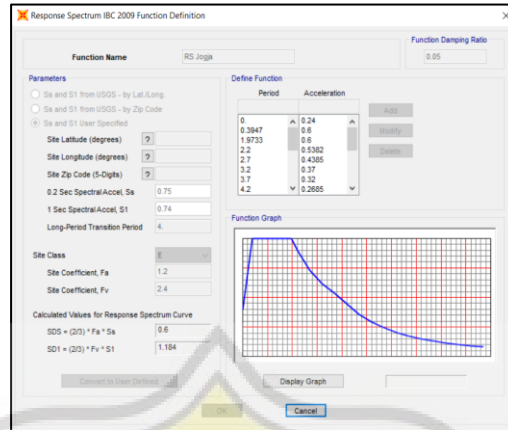 Response Spectrum IBC 2009 Function Definition
Function Damping Ratio
Function Name RS Jogja 0.05
Parameters
Ss and S1 from USGS - by Lat./Long.
Ss and S1 from USGS - by Zip Code
Ss and S1 User Specified
Site Latitude (degrees) ?
Site Longitude (degrees) ?
Site Zip Code (5-Digits) ?
0.2 Sec Spectral Accel, Ss 0.75
1 Sec Spectral Accel, S1 0.74
Long-Period Transition Period 4.
Site Class E
Site Coefficient, Fa 1.2
Site Coefficient, Fv 2.4
Calculated Values for Response Spectrum Curve
SDS = (2/3) * Fa * Ss 0.6
SD1 = (2/3) * Fv * S1 1.184
Convert to User Defined
Define Function
Period Acceleration
0. 0.24
0.3947 0.6
1.9733 0.6
2.2 0.5382
2.7 0.4385
3.2 0.37
3.7 0.32
4.2 0.2685
Add
Modify
Delete
Function Graph
Display Graph
OK Cancel